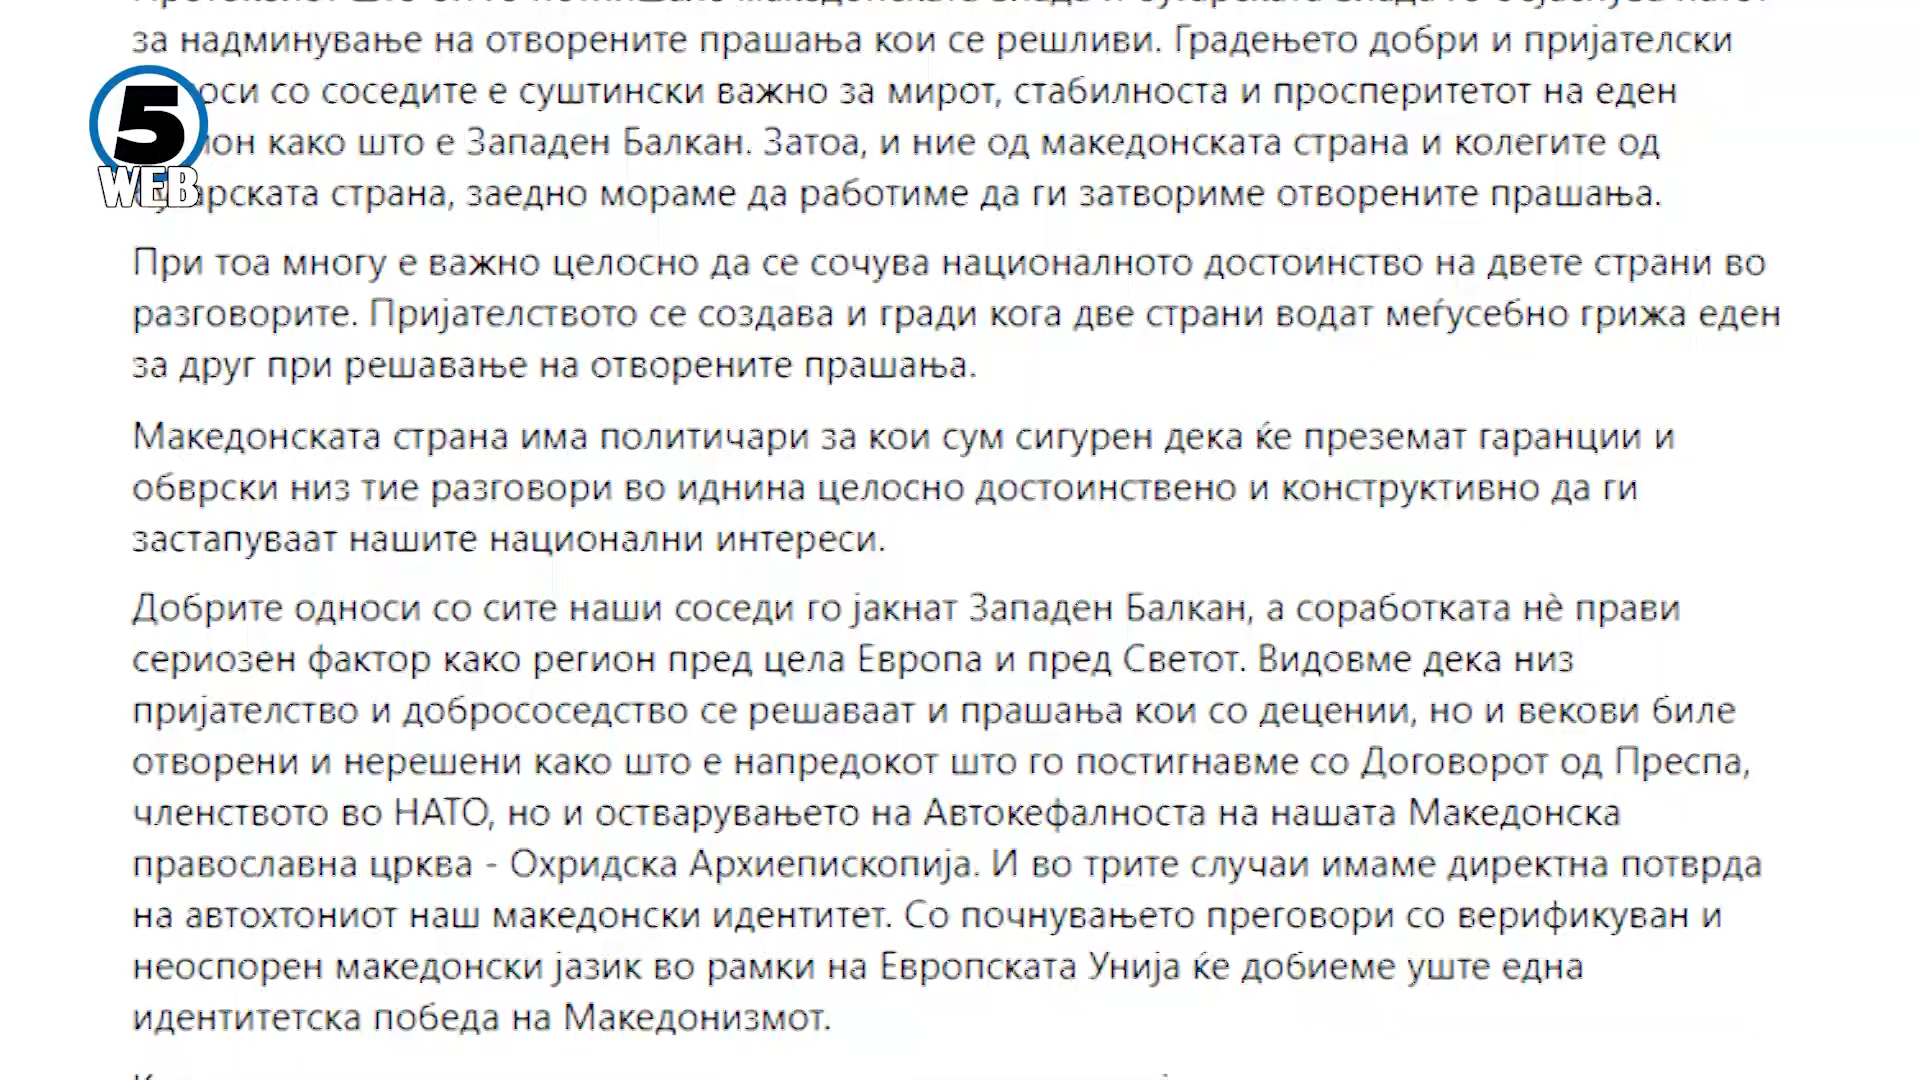 за надминување на отворените прашања кои се решливи. Градењето добри и пријателски
оси со соседите е суштински важно за мирот, стабилноста и просперитетот на еден
он како што е Западен Балкан. Затоа, и ние од македонската страна и колегите од
арската страна, заедно мораме да работиме да ги затвориме отворените прашања.
5
WEB
При тоа многу е важно целосно да се сочува националното достоинство на двете страни во
разговорите. Пријателството се создава и гради кога две страни водат меѓусебно грижа еден
за друг при решавање на отворените прашања.
Македонската страна има политичари за кои сум сигурен дека ќе преземат гаранции и
обврски низ тие разговори во иднина целосно достоинствено и конструктивно да ги
застапуваат нашите национални интереси.
Добрите односи со сите наши соседи го јакнат Западен Балкан, а соработката нѐ прави
сериозен фактор како регион пред цела Европа и пред Светот. Видовме дека низ
пријателство и добрососедство се решаваат и прашања кои со децении, но и векови биле
отворени и нерешени како што е напредокот што го постигнавме со Договорот од Преспа,
членството во НАТО, но и остварувањето на Автокефалноста на нашата Македонска
православна црква - Охридска Архиепископија. И во трите случаи имаме директна потврда
на автохтониот наш македонски идентитет. Со почнувањето преговори со верификуван и
неоспорен македонски јазик во рамки на Европската Унија ќе добиеме уште една
идентитетска победа на Македонизмот.